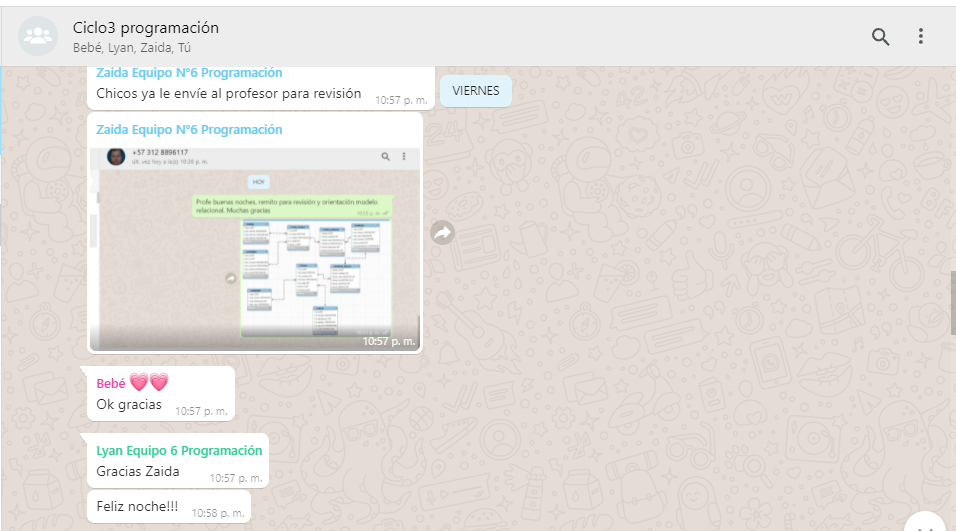 Ciclo3 programación
Bebé, Lyan, Zaida, Tú
Zaida Equipo N°6 Programación
Chicos ya le envíe al profesor para revisión
10:57 p. m.
VIERNES
Zaida Equipo N°6 Programación
+57 312 8896117
últ. vez hoy a la(s) 10:38 p. m.
HOY
Profe buenas noches, remito para revisión y orientación modelo
relacional. Muchas gracias
10:57 p. m.
Bebé
Ok gracias
10:57 p. m.
Lyan Equipo 6 Programación
Gracias Zaida
10:57 p. m.
Feliz noche!!!
10:58 p. m.